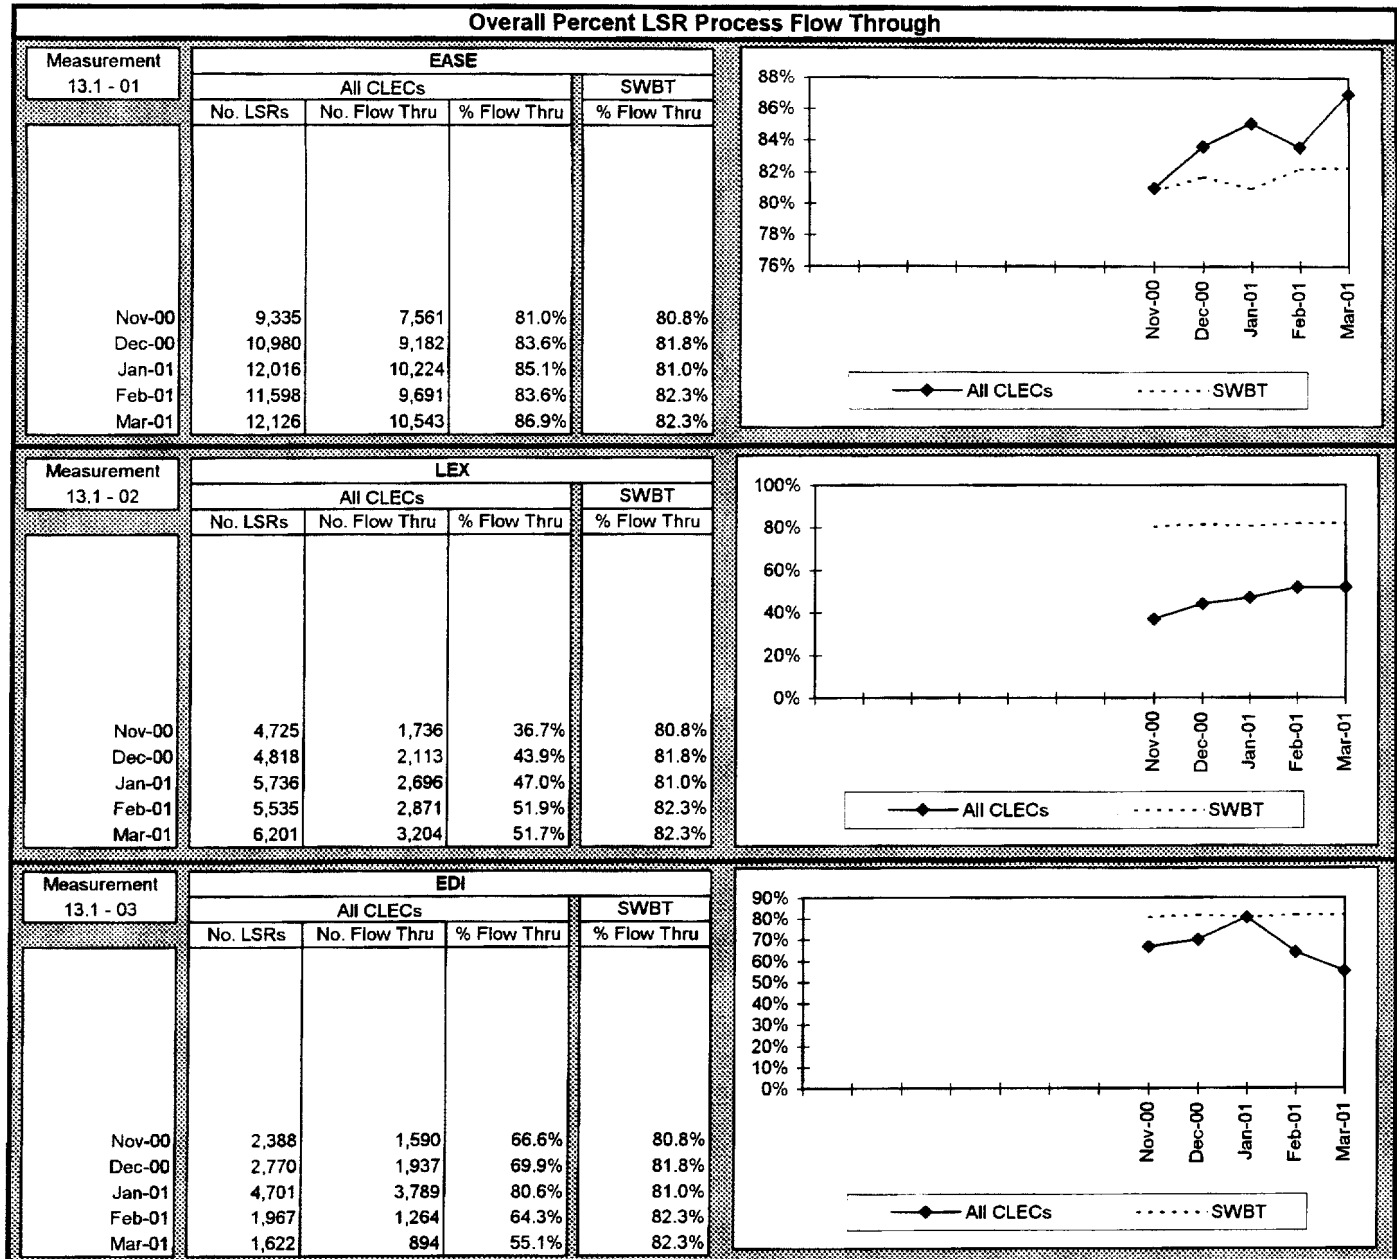 Overall Percent LSR Process Flow Through
Measurement
13.1 - 01
EASE
All CLECs SWBT
No. LSRs No. Flow Thru % Flow Thru % Flow Thru
Nov-00 9,335 7,561 81.0% 80.8%
Dec-00 10,980 9,182 83.6% 81.8%
Jan-01 12,016 10,224 85.1% 81.0%
Feb-01 11,598 9,691 83.6% 82.3%
Mar-01 12,126 10,543 86.9% 82.3%
88%
86%
84%
82%
80%
78%
76%
Nov-00 Dec-00 Jan-01 Feb-01 Mar-01
All CLECs SWBT
Measurement
13.1 - 02
LEX
All CLECs SWBT
No. LSRs No. Flow Thru % Flow Thru % Flow Thru
Nov-00 4,725 1,736 36.7% 80.8%
Dec-00 4,818 2,113 43.9% 81.8%
Jan-01 5,736 2,696 47.0% 81.0%
Feb-01 5,535 2,871 51.9% 82.3%
Mar-01 6,201 3,204 51.7% 82.3%
100%
80%
60%
40%
20%
0%
Nov-00 Dec-00 Jan-01 Feb-01 Mar-01
All CLECs SWBT
Measurement
13.1 - 03
EDI
All CLECs SWBT
No. LSRs No. Flow Thru % Flow Thru % Flow Thru
Nov-00 2,388 1,590 66.6% 80.8%
Dec-00 2,770 1,937 69.9% 81.8%
Jan-01 4,701 3,789 80.6% 81.0%
Feb-01 1,967 1,264 64.3% 82.3%
Mar-01 1,622 894 55.1% 82.3%
90%
80%
70%
60%
50%
40%
30%
20%
10%
0%
Nov-00 Dec-00 Jan-01 Feb-01 Mar-01
All CLECs SWBT